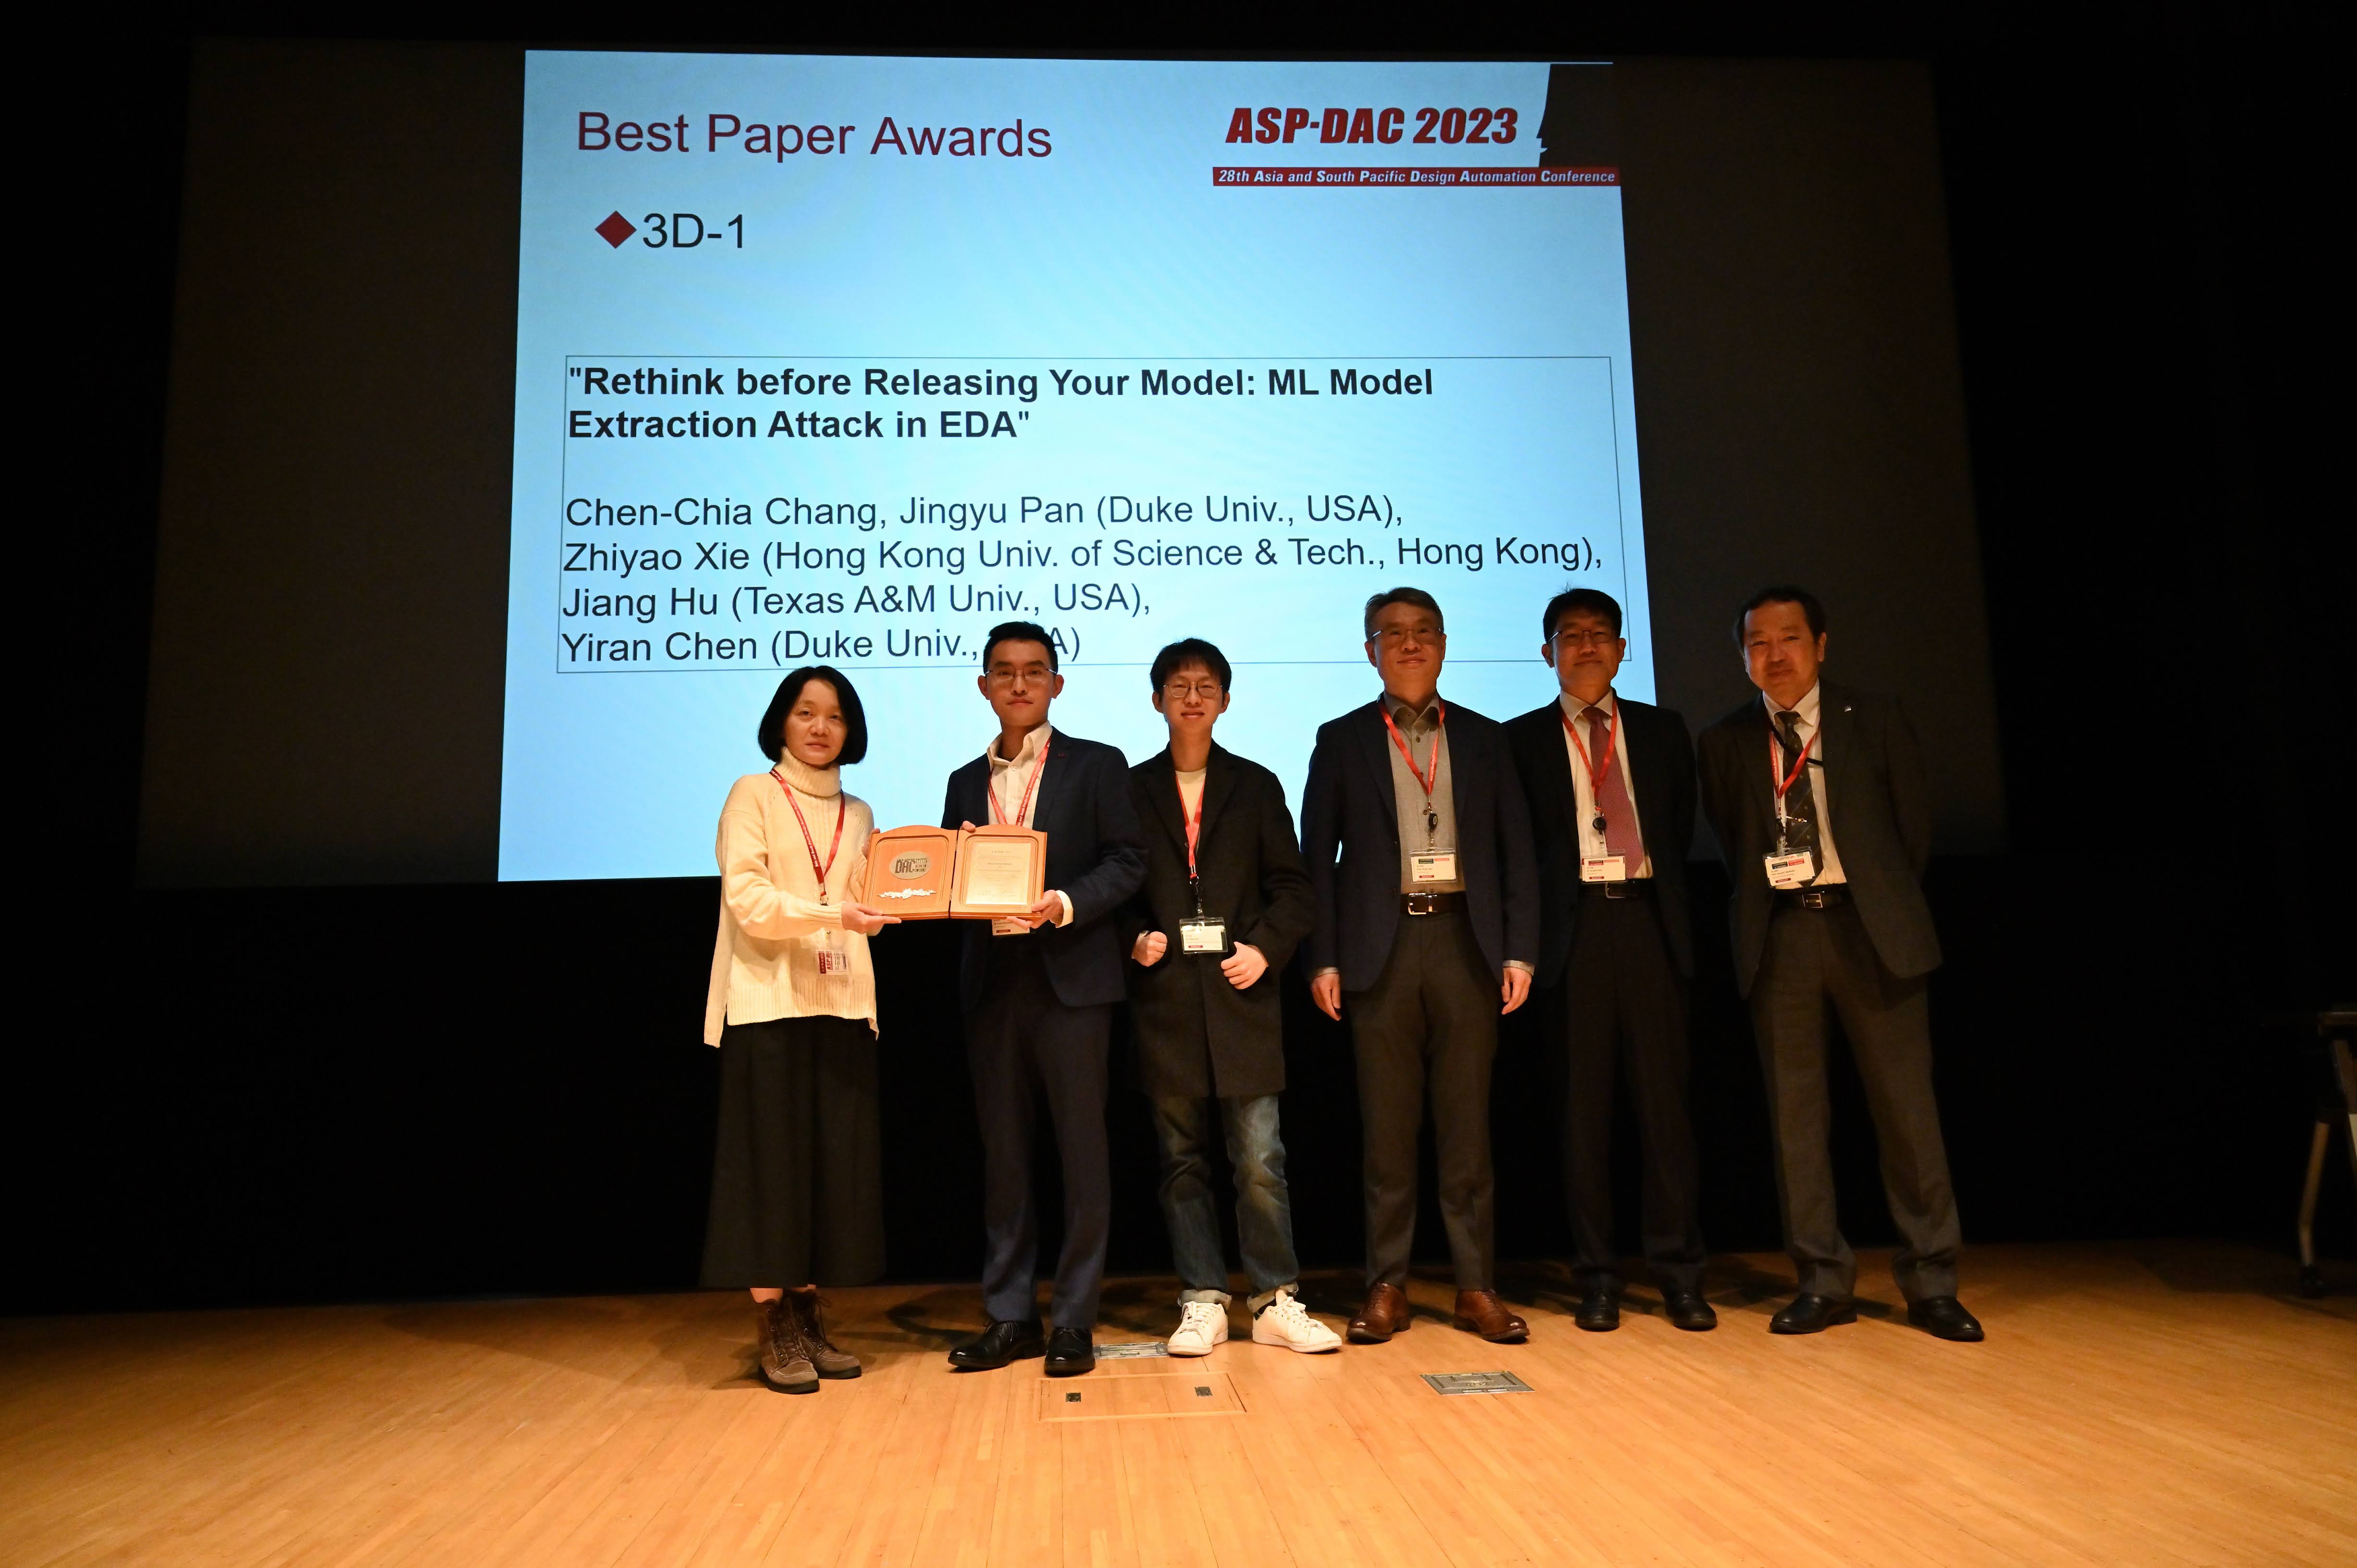 Best Paper Awards
ASP-DAC 2023
28th Asia and South Pacific Design Automation Conference
3D-1
"Rethink before Releasing Your Model: ML Model
Extraction Attack in EDA"
Chen-Chia Chang, Jingyu Pan (Duke Univ., USA),
Zhiyao Xie (Hong Kong Univ. of Science & Tech., Hong Kong),
Jiang Hu (Texas A&M Univ., USA),
Yiran Chen (Duke Univ., A)
DAC